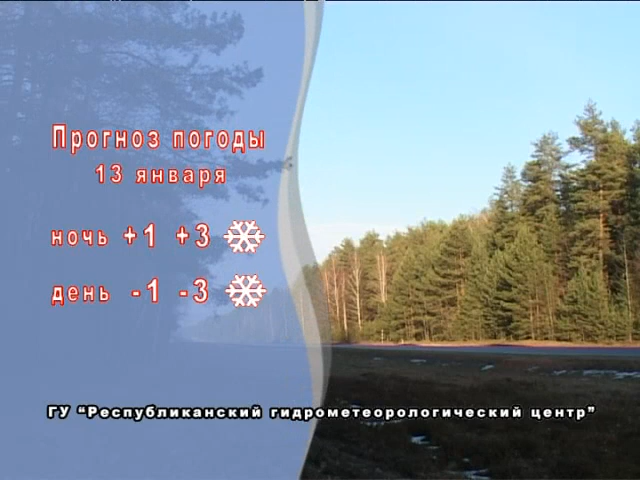 Прогноз погоды
13 января
ночь +1 +3
день -1 -3
ГУ “Республиканский гидрометеорологический центр”